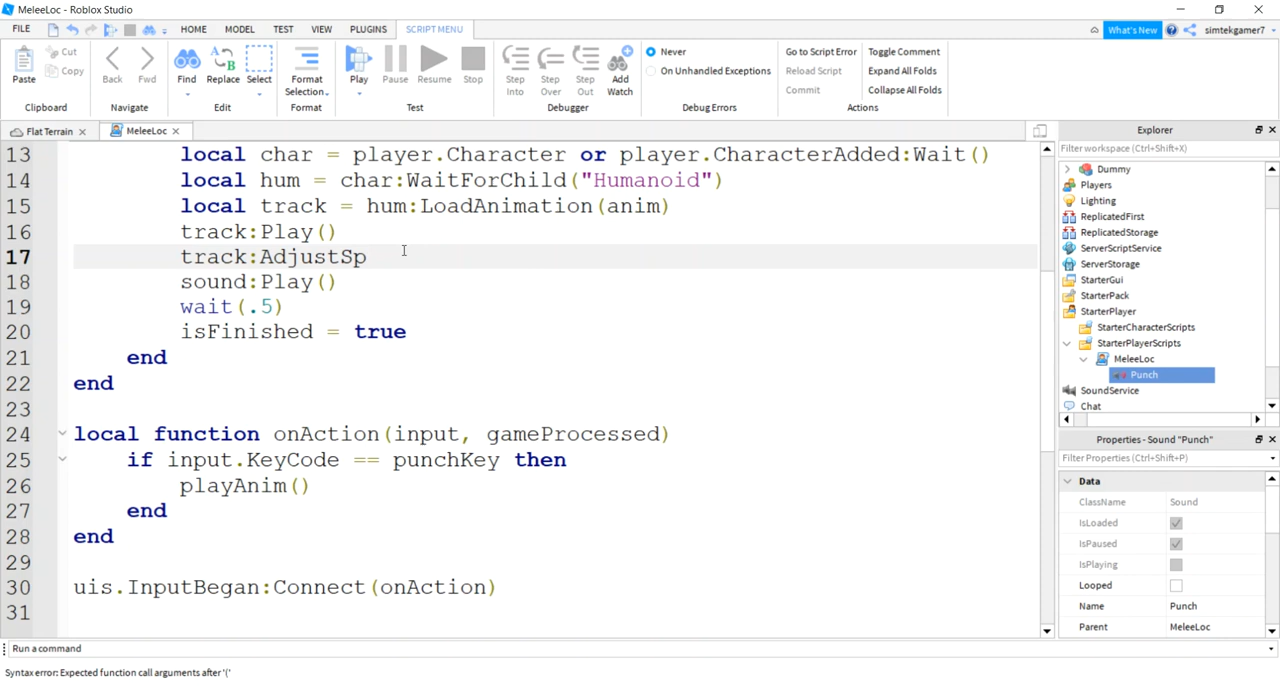 MeleeLoc - Roblox Studio
FILE HOME MODEL TEST VIEW PLUGINS SCRIPT MENU What's New simtekgamer7
Paste Cut Copy Back Fwd Find Replace Select Format Selection Play Pause Resume Stop Step Into Step Over Step Out Add Watch Never On Unhandled Exceptions Go to Script Error Reload Script Commit Toggle Comment Expand All Folds Collapse All Folds
Clipboard Navigate Edit Format Test Debugger Debug Errors Actions
Flat Terrain MeleeLoc
13 local char = player.Character or player.CharacterAdded:Wait()
14 local hum = char:WaitForChild("Humanoid")
15 local track = hum:LoadAnimation(anim)
16 track:Play()
17 track:AdjustSp
18 sound:Play()
19 wait(.5)
20 isFinished = true
21 end
22 end
23
24 local function onAction(input, gameProcessed)
25 if input.KeyCode == punchKey then
26 playAnim()
27 end
28 end
29
30 uis.InputBegan:Connect(onAction)
31
Explorer
Filter workspace (Ctrl+Shift+X)
Dummy
Players
Lighting
ReplicatedFirst
ReplicatedStorage
ServerScriptService
ServerStorage
StarterGui
StarterPack
StarterPlayer
StarterCharacterScripts
StarterPlayerScripts
MeleeLoc
Punch
SoundService
Chat
Properties - Sound "Punch"
Filter Properties (Ctrl+Shift+P)
Data
ClassName Sound
IsLoaded
IsPaused
IsPlaying
Looped
Name Punch
Parent MeleeLoc
Run a command
Syntax error: Expected function call arguments after '('